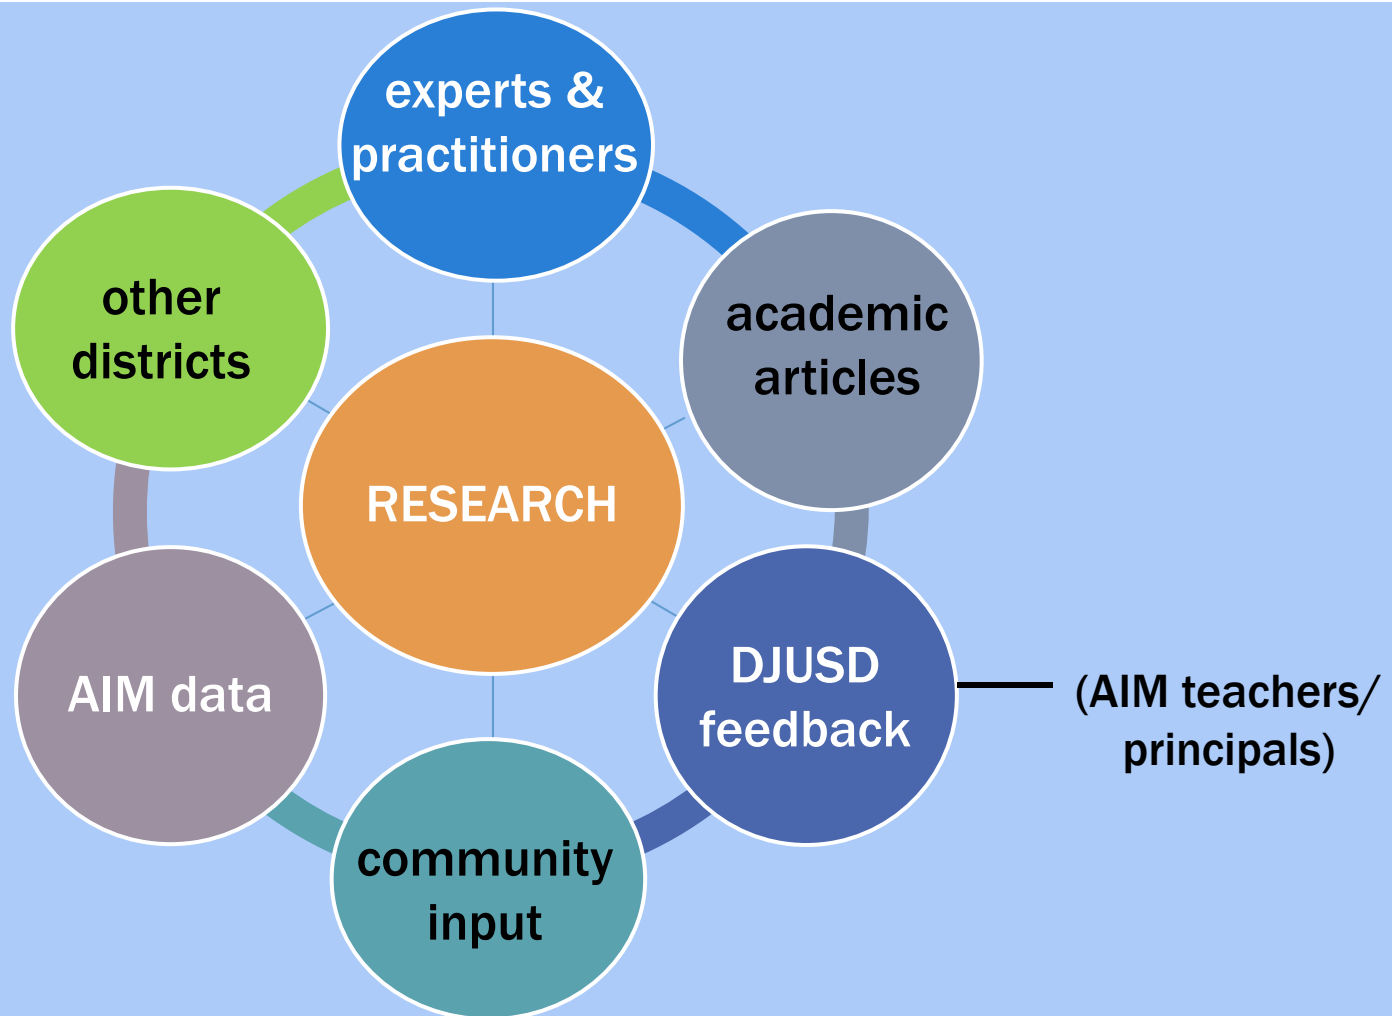 experts &
practitioners
other
districts
academic
articles
RESEARCH
AIM data
DJUSD
feedback
(AIM teachers/
principals)
community
input